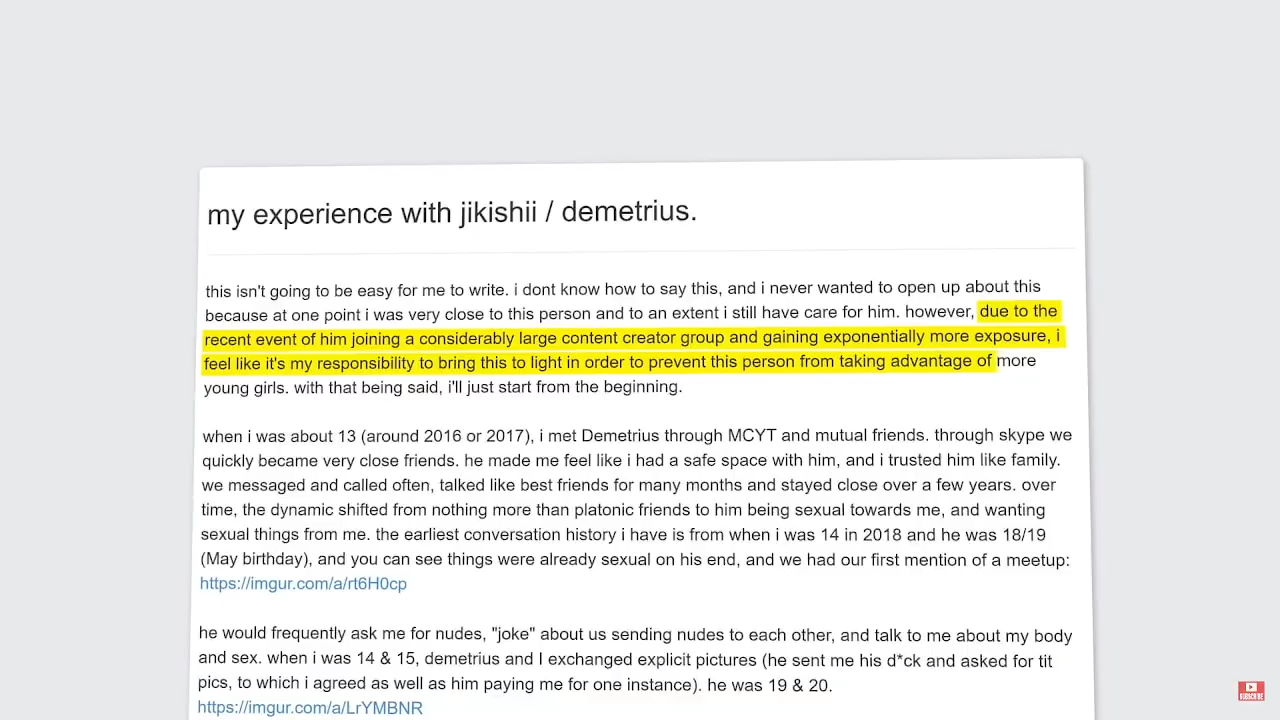 my experience with jikishii / demetrius.
this isn't going to be easy for me to write. i dont know how to say this, and i never wanted to open up about this
because at one point i was very close to this person and to an extent i still have care for him. however, due to the
recent event of him joining a considerably large content creator group and gaining exponentially more exposure, i
feel like it's my responsibility to bring this to light in order to prevent this person from taking advantage of more
young girls. with that being said, i'll just start from the beginning.
when i was about 13 (around 2016 or 2017), i met Demetrius through MCYT and mutual friends. through skype we
quickly became very close friends. he made me feel like i had a safe space with him, and i trusted him like family.
we messaged and called often, talked like best friends for many months and stayed close over a few years. over
time, the dynamic shifted from nothing more than platonic friends to him being sexual towards me, and wanting
sexual things from me. the earliest conversation history i have is from when i was 14 in 2018 and he was 18/19
(May birthday), and you can see things were already sexual on his end, and we had our first mention of a meetup:
https://imgur.com/a/rt6H0cp
he would frequently ask me for nudes, "joke" about us sending nudes to each other, and talk to me about my body
and sex. when i was 14 & 15, demetrius and I exchanged explicit pictures (he sent me his d*ck and asked for tit
pics, to which i agreed as well as him paying me for one instance). he was 19 & 20.
https://imgur.com/a/LrYMBNR
SUBSCRIBE